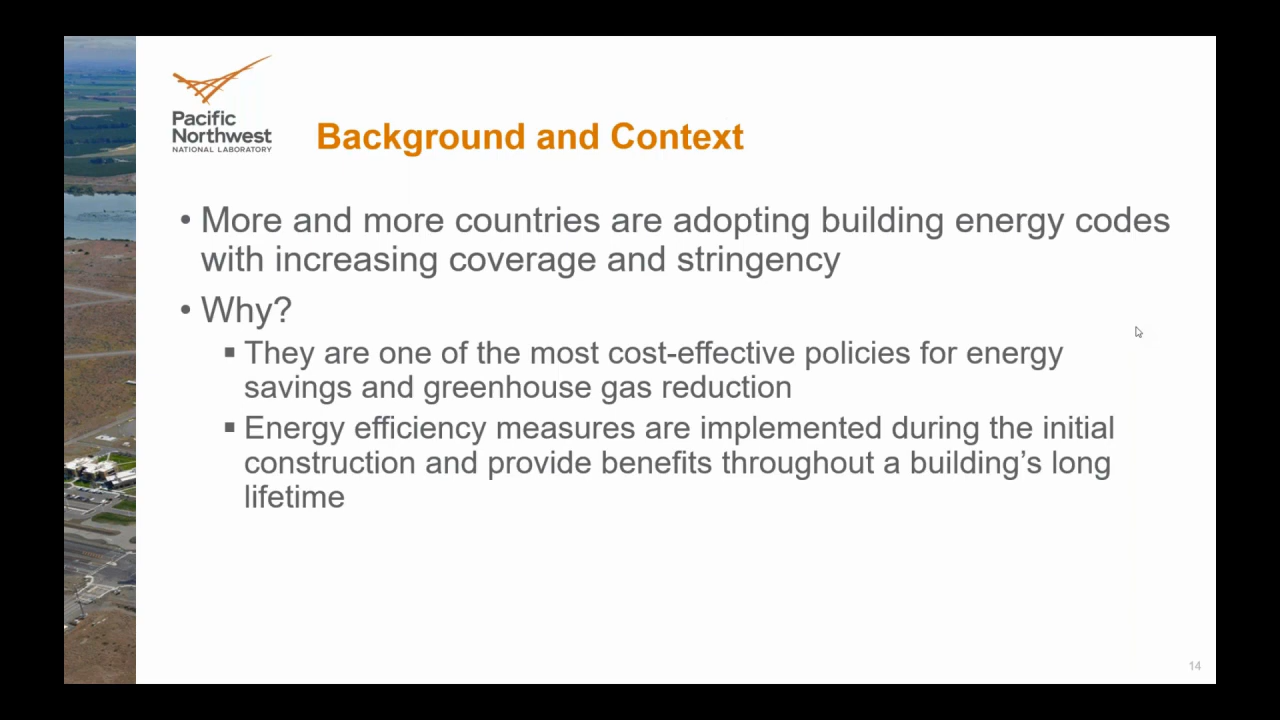 Pacific
Northwest
NATIONAL LABORATORY
Background and Context
• More and more countries are adopting building energy codes
with increasing coverage and stringency
• Why?
▪ They are one of the most cost-effective policies for energy
savings and greenhouse gas reduction
▪ Energy efficiency measures are implemented during the initial
construction and provide benefits throughout a building’s long
lifetime
14